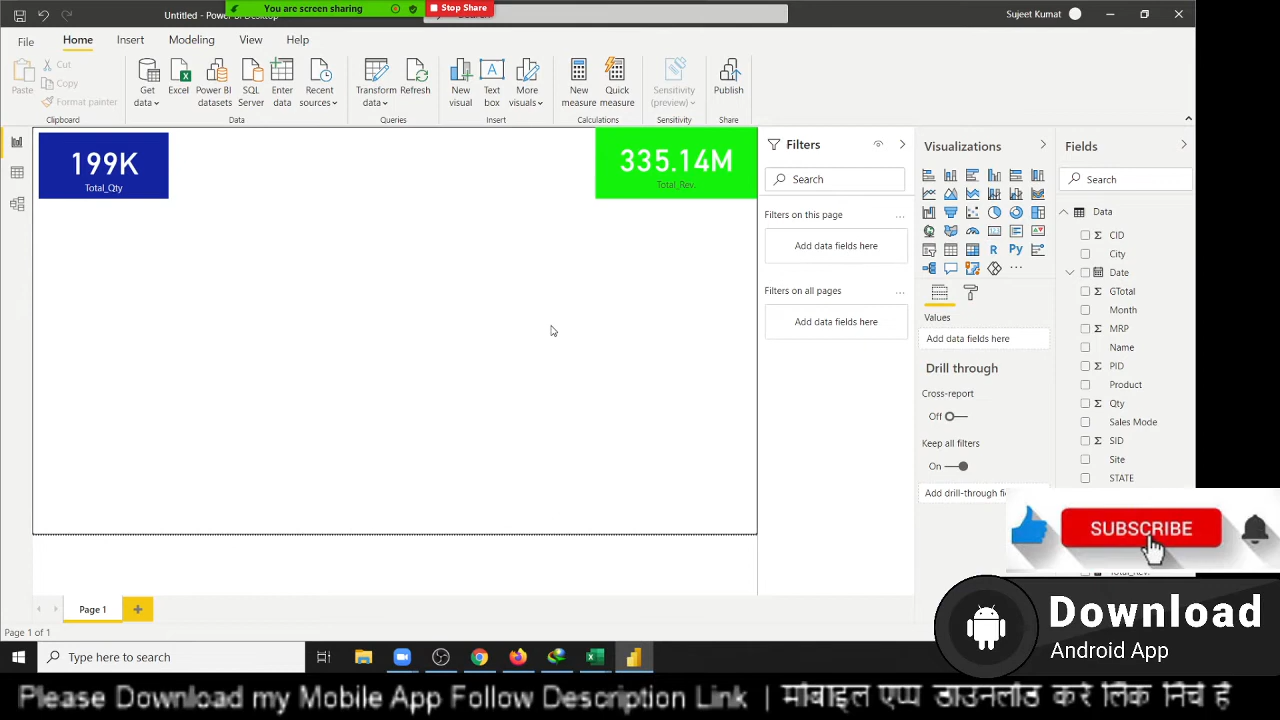 You are screen sharing
Stop Share
Untitled - Power BI Desktop
Sujeet Kumat
File
Home
Insert
Modeling
View
Help
Paste
Cut
Copy
Format painter
Get data
Excel
Power BI datasets
SQL Server
Enter data
Recent sources
Transform data
Refresh
New visual
Text box
More visuals
New measure
Quick measure
Sensitivity (preview)
Publish
Clipboard
Data
Queries
Insert
Calculations
Sensitivity
Share
199K
Total_Qty
335.14M
Total_Rev.
Filters
Search
Filters on this page
...
Add data fields here
Filters on all pages
...
Add data fields here
Visualizations
R
Py
...
Values
Add data fields here
Drill through
Cross-report
Off
Keep all filters
On
Add drill-through fi
Fields
Search
Data
CID
City
Date
GTotal
Month
MRP
Name
PID
Product
Qty
Sales Mode
SID
Site
STATE
Total_Rev.
SUBSCRIBE
Download
Android App
Page 1
Page 1 of 1
Type here to search
Please Download my Mobile App Follow Description Link | मोबाइल एप्प डाउनलोड करे लिंक निचे है